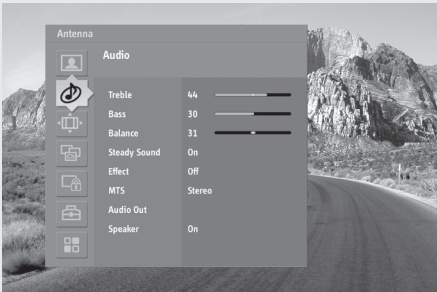 Antenna
Audio
Treble 44
Bass 30
Balance 31
Steady Sound On
Effect Off
MTS Stereo
Audio Out
Speaker On